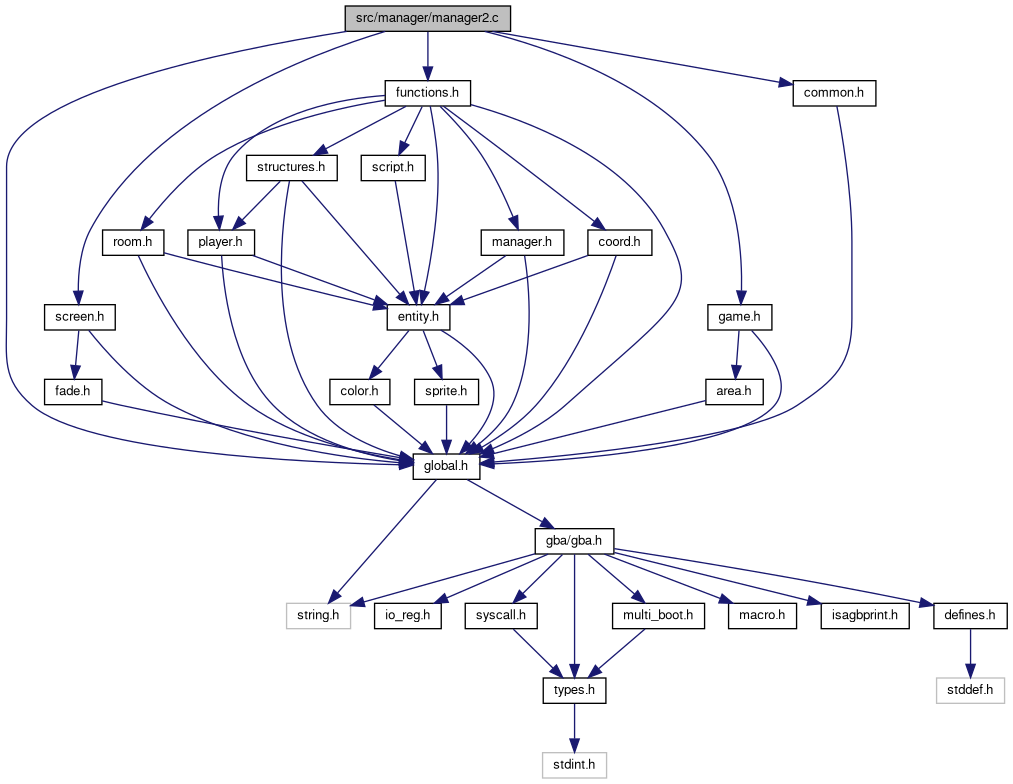 src/manager/manager2.c
functions.h
common.h
structures.h
script.h
room.h
player.h
manager.h
coord.h
screen.h
entity.h
game.h
fade.h
color.h
sprite.h
area.h
global.h
gba/gba.h
string.h
io_reg.h
syscall.h
multi_boot.h
macro.h
isagbprint.h
defines.h
types.h
stddef.h
stdint.h